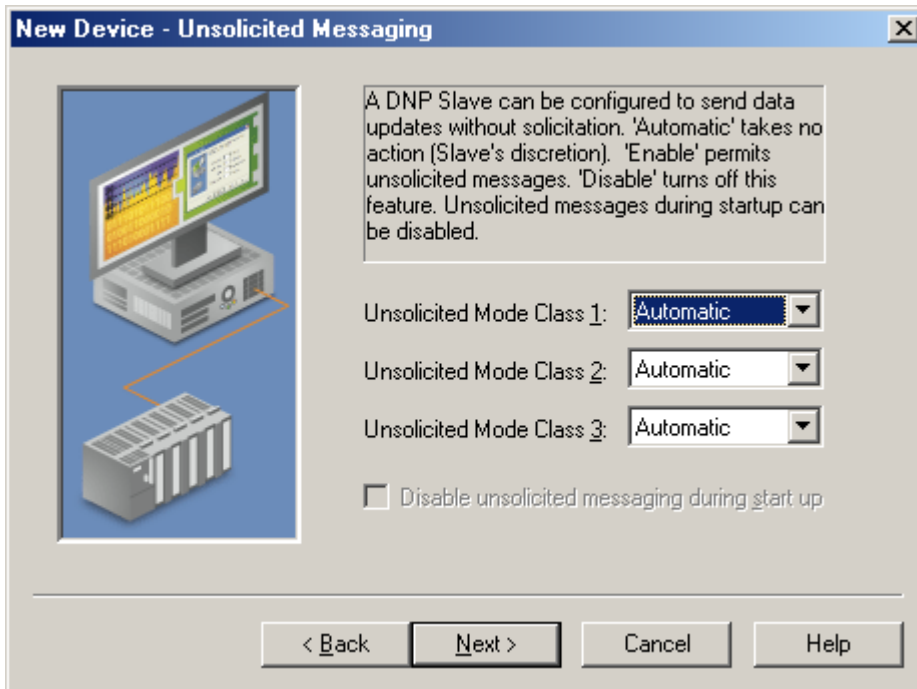 New Device - Unsolicited Messaging
A DNP Slave can be configured to send data
updates without solicitation. 'Automatic' takes no
action (Slave's discretion).  'Enable' permits
unsolicited messages. 'Disable' turns off this
feature. Unsolicited messages during startup can
be disabled.
Unsolicited Mode Class 1: Automatic
Unsolicited Mode Class 2: Automatic
Unsolicited Mode Class 3: Automatic
Disable unsolicited messaging during start up
< Back Next > Cancel Help